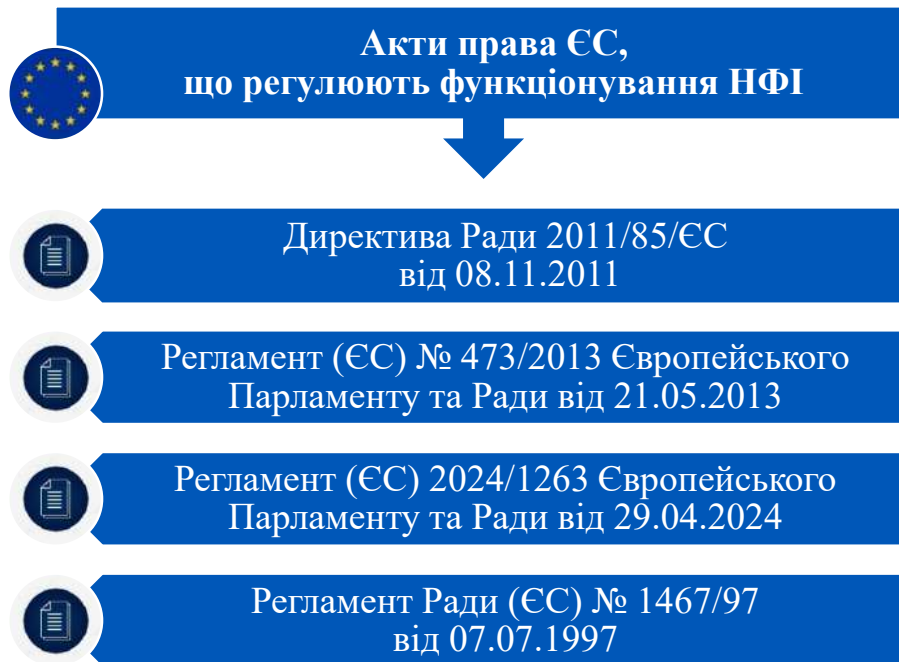 Акти права ЄС,
що регулюють функціонування НФІ
Директива Ради 2011/85/ЄС
від 08.11.2011
Регламент (ЄС) № 473/2013 Європейського
Парламенту та Ради від 21.05.2013
Регламент (ЄС) 2024/1263 Європейського
Парламенту та Ради від 29.04.2024
Регламент Ради (ЄС) № 1467/97
від 07.07.1997